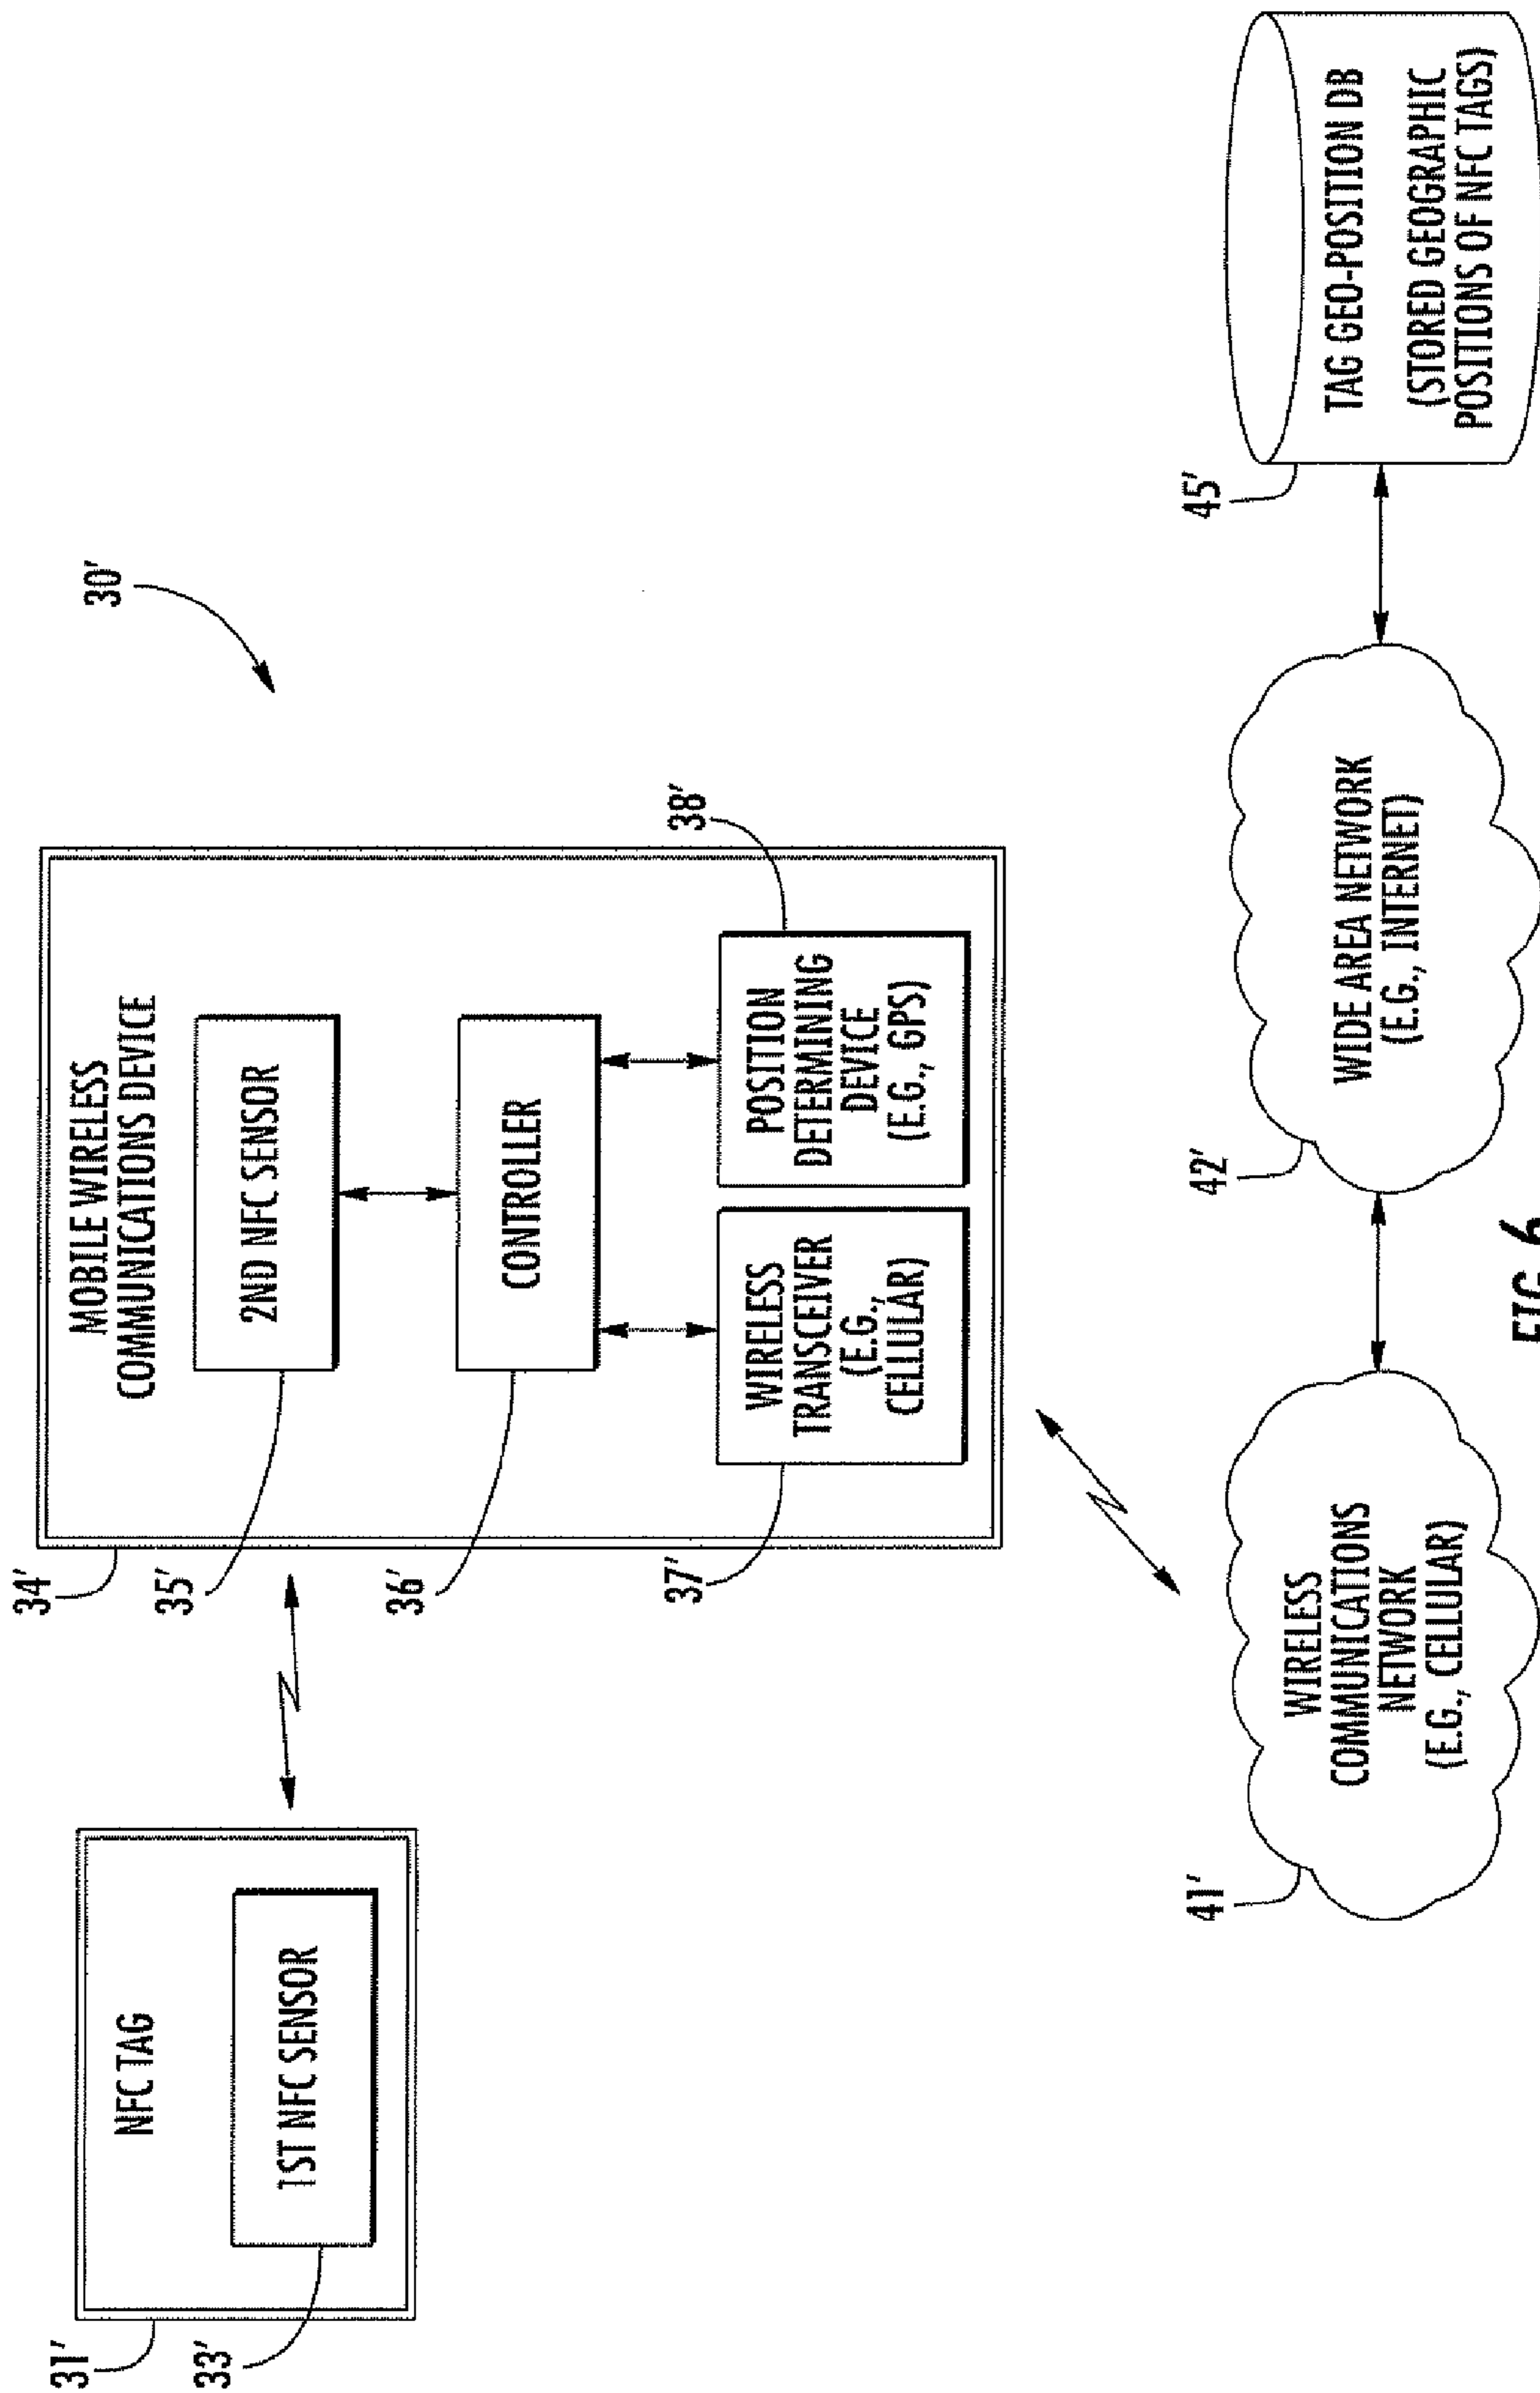 30'
31'
NFC TAG
33'
1ST NFC SENSOR
34'
MOBILE WIRELESS
COMMUNICATIONS DEVICE
35'
2ND NFC SENSOR
36'
CONTROLLER
37'
WIRELESS
TRANSCEIVER
(E.G.,
CELLULAR)
38'
POSITION
DETERMINING
DEVICE
(E.G., GPS)
41'
WIRELESS
COMMUNICATIONS
NETWORK
(E.G., CELLULAR)
42'
WIDE AREA NETWORK
(E.G., INTERNET)
45'
TAG GEO-POSITION DB
(STORED GEOGRAPHIC
POSITIONS OF NFC TAGS)
FIG. 6